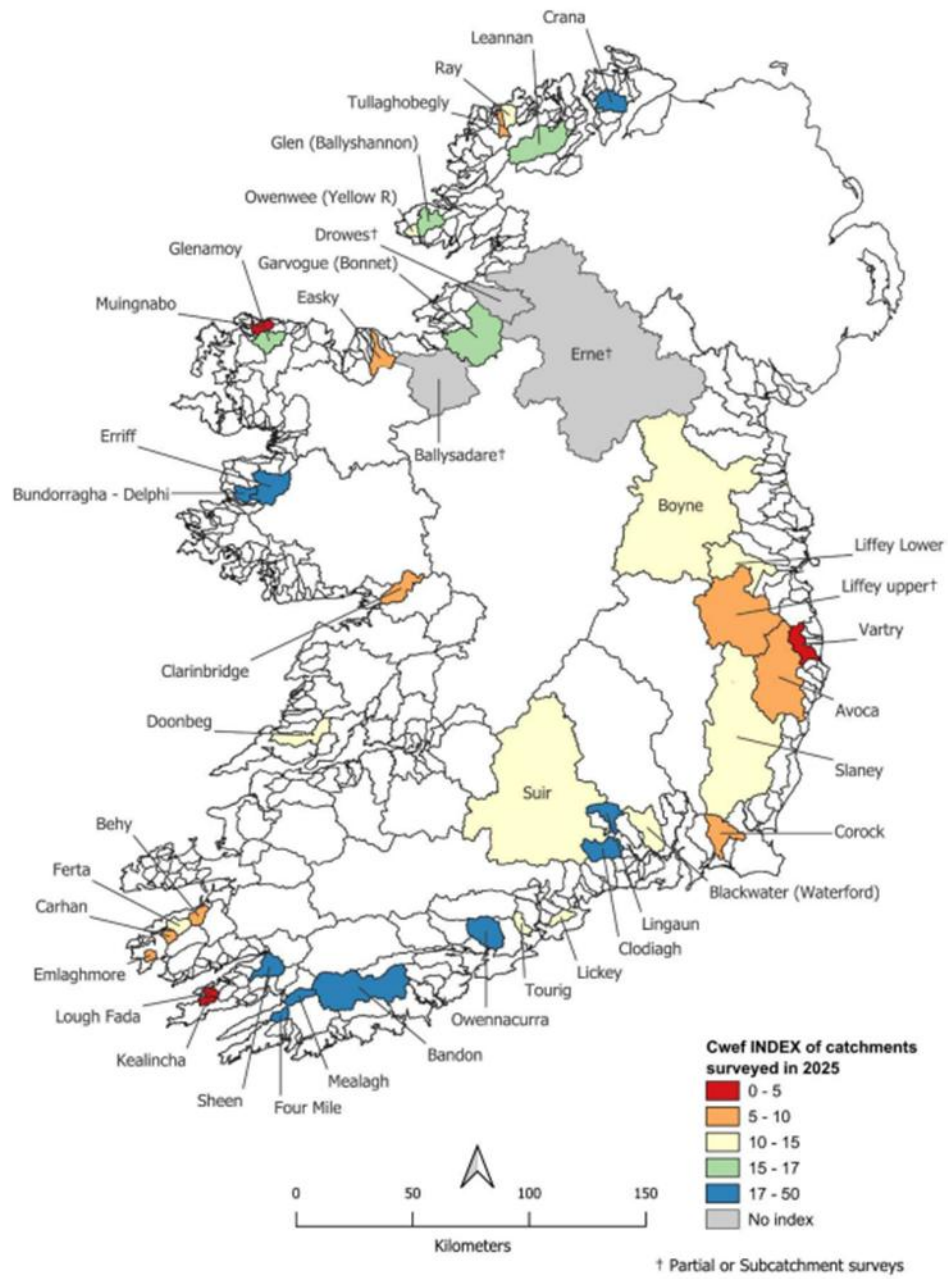 Crana
Leannan
Ray
Tullaghobegly
Glen (Ballyshannon)
Owenwee (Yellow R)
Drowes†
Glenamoy
Garvogue (Bonnet)
Muingnabo
Easky
Erne†
Erriff
Ballysadare†
Bundorragha - Delphi
Boyne
Liffey Lower
Liffey upper†
Vartry
Clarinbridge
Avoca
Doonbeg
Slaney
Suir
Behy
Corock
Ferta
Blackwater (Waterford)
Carhan
Lingaun
Clodiagh
Emlaghmore
Lickey
Tourig
Lough Fada
Owennacurra
Kealincha
Bandon
Mealagh
Sheen
Four Mile
Cwef INDEX of catchments
surveyed in 2025
0 - 5
5 - 10
10 - 15
15 - 17
17 - 50
No index
0 50 100 150
Kilometers
† Partial or Subcatchment surveys